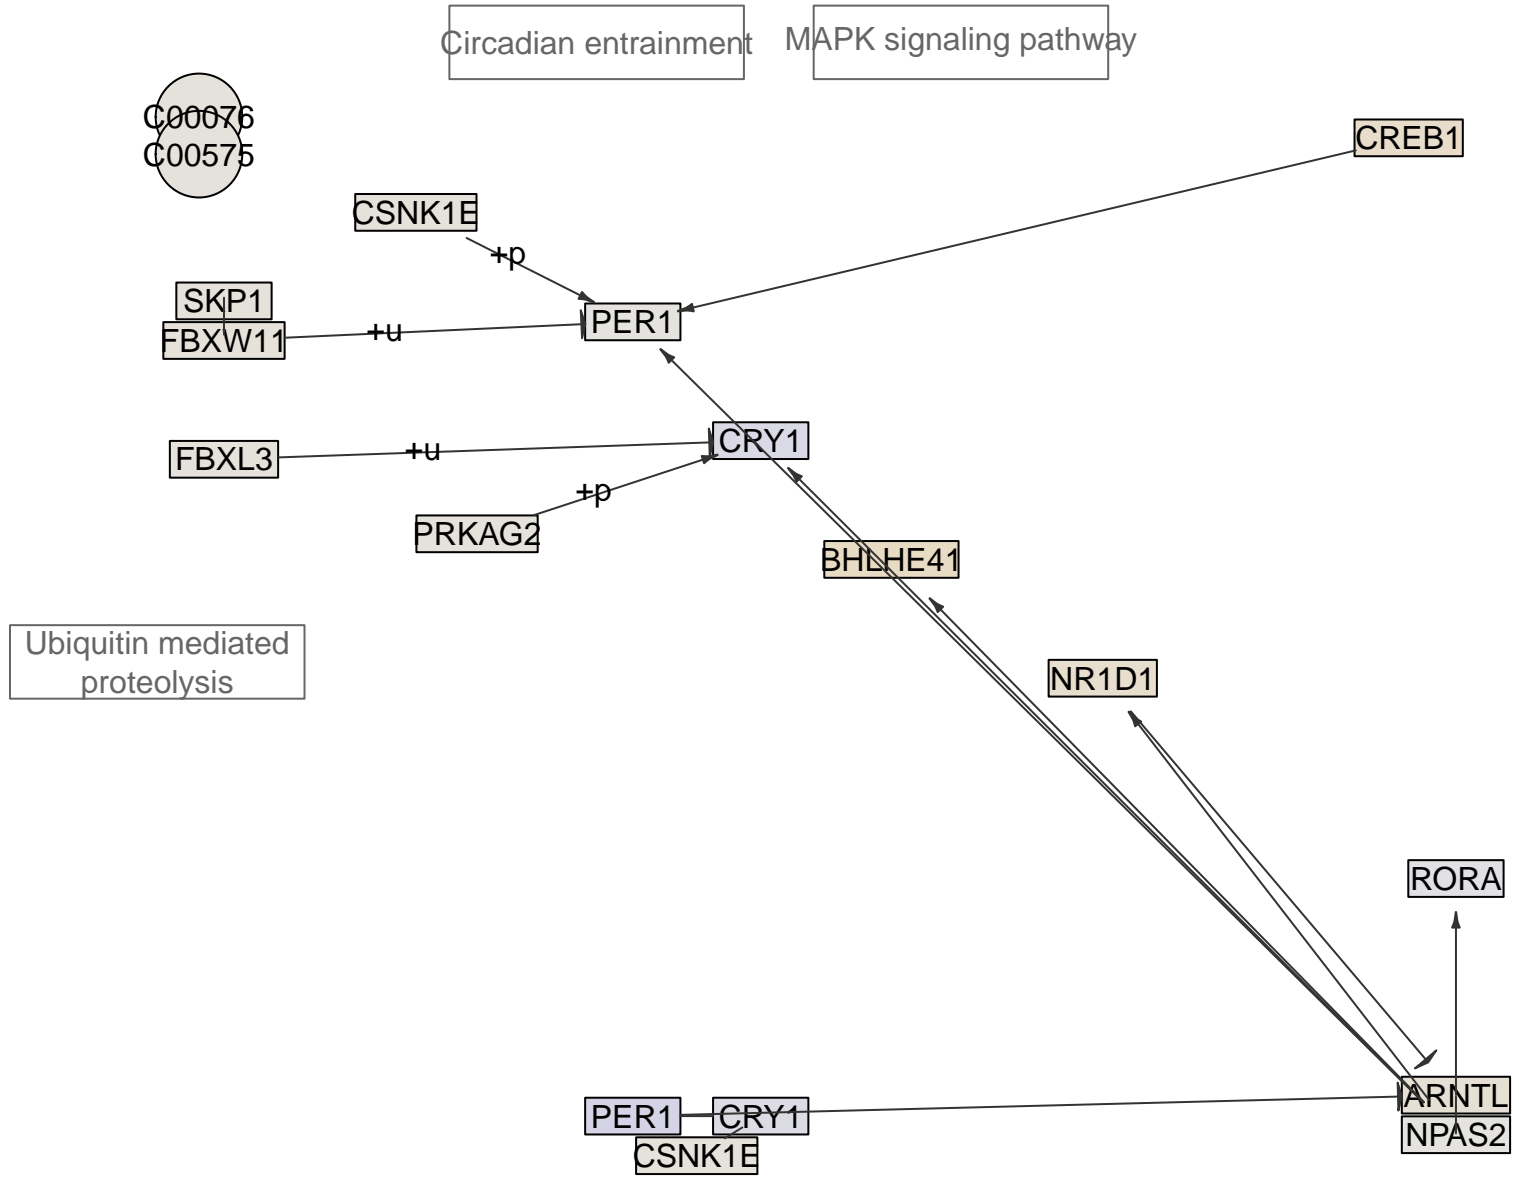 Circadian entrainment
MAPK signaling pathway
C00076
C00575
CREB1
CSNK1E
+p
SKP1
FBXW11
+u
PER1
FBXL3
+u
CRY1
+p
PRKAG2
BHLHE41
Ubiquitin mediated
proteolysis
NR1D1
RORA
ARNTL
NPAS2
PER1
CRY1
CSNK1E